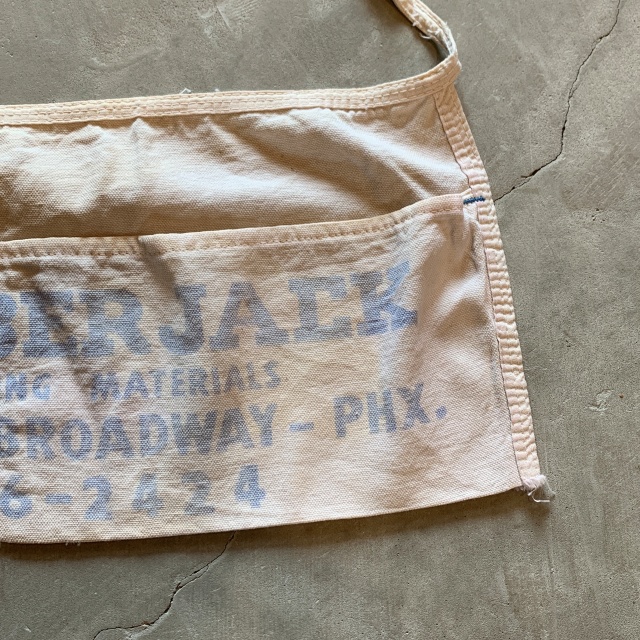 BERJACK
NG MATERIALS
BROADWAY - PHX.
6-2424